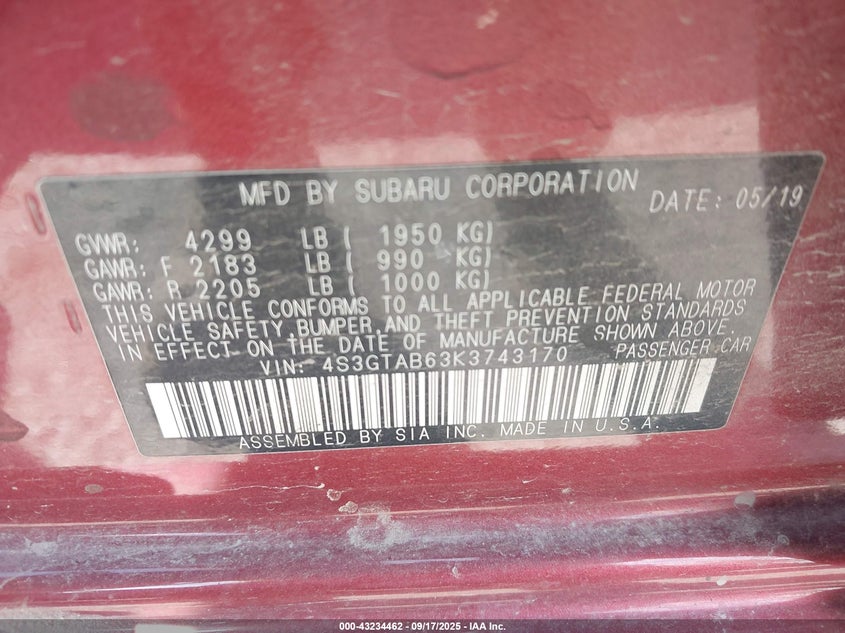 MFD BY SUBARU CORPORATION DATE: 05/19
GVWR: 4299 LB ( 1950 KG)
GAWR: F 2183 LB ( 990 KG)
GAWR: R 2205 LB ( 1000 KG)
THIS VEHICLE CONFORMS TO ALL APPLICABLE FEDERAL MOTOR
VEHICLE SAFETY, BUMPER, AND THEFT PREVENTION STANDARDS
IN EFFECT ON THE DATE OF MANUFACTURE SHOWN ABOVE.
VIN: 4S3GTAB63K3743170 PASSENGER CAR
ASSEMBLED BY SIA INC. MADE IN U.S.A.
000-43234462 - 09/17/2025 - IAA Inc.